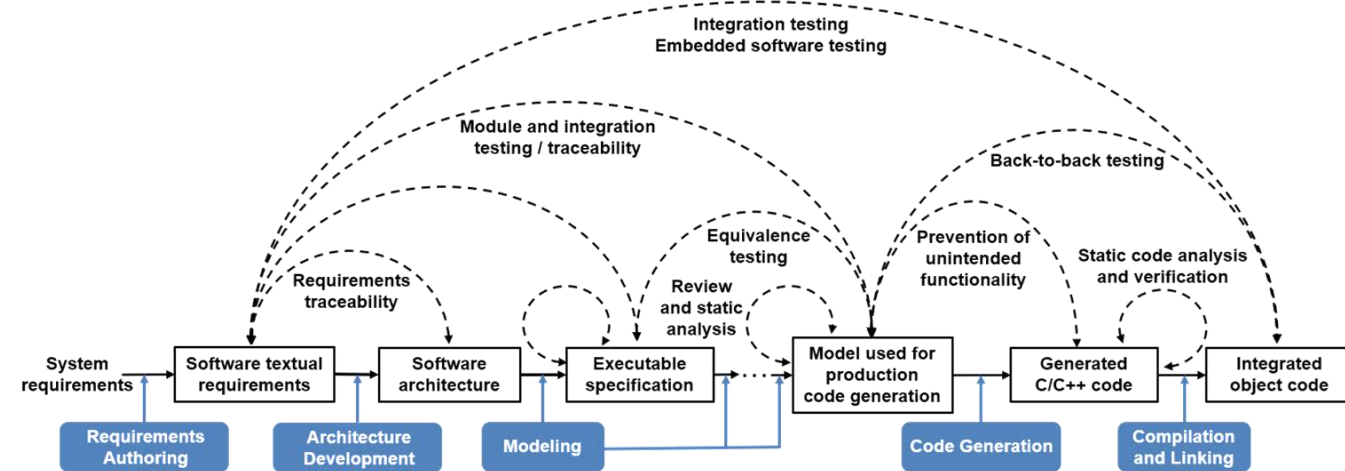 Integration testing
Embedded software testing
Module and integration
testing / traceability
Back-to-back testing
Equivalence
testing
Prevention of
unintended
functionality
Static code analysis
and verification
Requirements
traceability
Review
and static
analysis
System
requirements
Software textual
requirements
Software
architecture
Executable
specification
Model used for
production
code generation
Generated
C/C++ code
Integrated
object code
Requirements
Authoring
Architecture
Development
Modeling
Code Generation
Compilation
and Linking